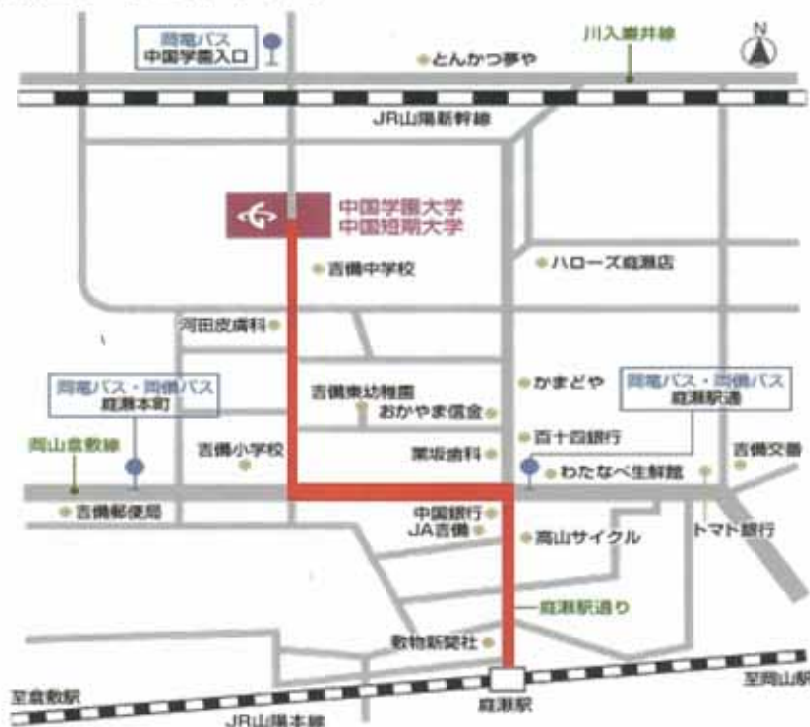 岡電バス
中国学園入口
とんかつ夢や
川入巌井線
N
JR山陽新幹線
中国学園大学
中国短期大学
吉備中学校
ハローズ庭瀬店
河田皮膚科
岡電バス・両備バス
庭瀬本町
吉備東幼稚園
おかやま信金
かまどや
岡電バス・両備バス
庭瀬駅通
岡山倉敷線
吉備小学校
薬坂歯科
百十四銀行
わたなべ生鮮館
吉備交番
吉備郵便局
中国銀行
JA吉備
高山サイクル
トマト銀行
庭瀬駅通り
敷物新聞社
至倉敷駅
JR山陽本線
庭瀬駅
至岡山駅